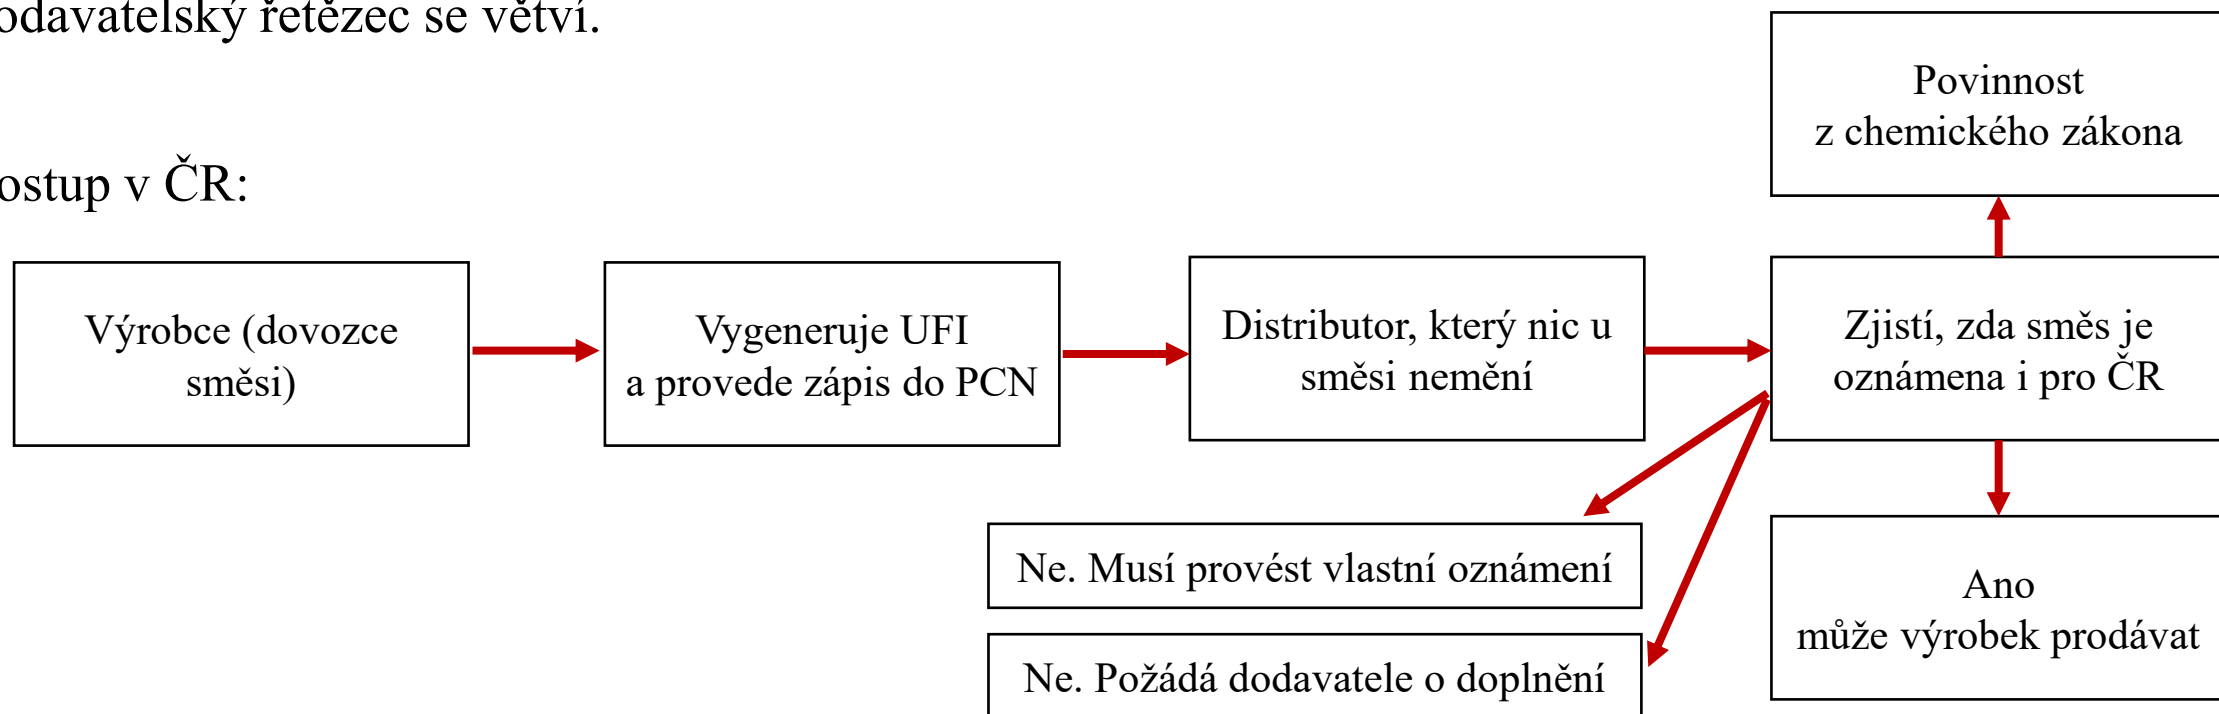 odavatelský řetězec se větví.
Povinnost
z chemického zákona
ostup v ČR:
Výrobce (dovozce
směsi)
Vygeneruje UFI
a provede zápis do PCN
Distributor, který nic u
směsi nemění
Zjistí, zda směs je
oznámena i pro ČR
Ne. Musí provést vlastní oznámení
Ne. Požádá dodavatele o doplnění
Ano
může výrobek prodávat